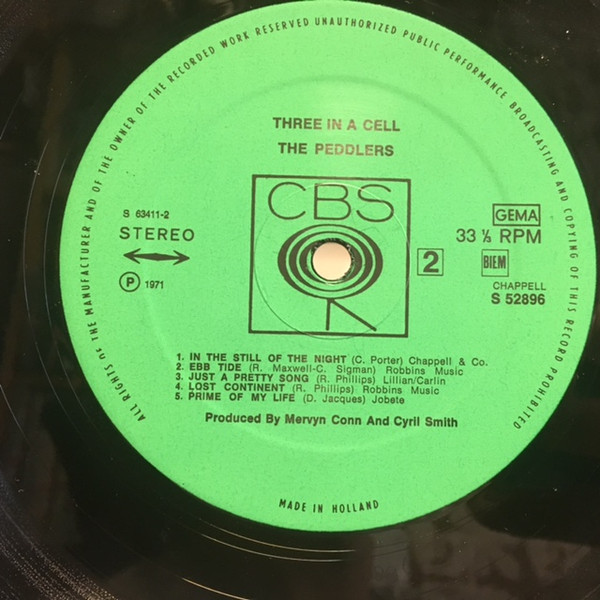 ALL RIGHTS OF THE MANUFACTURER AND OF THE OWNER OF THE RECORDED WORK RESERVED UNAUTHORIZED PUBLIC PERFORMANCE BROADCASTING AND COPYING OF THIS RECORD PROHIBITED
THREE IN A CELL
THE PEDDLERS
CBS
S 63411-2
STEREO
P 1971
GEMA
33 ⅓ RPM
2
BIEM
CHAPPELL
S 52896
1. IN THE STILL OF THE NIGHT (C. Porter) Chappell & Co.
2. EBB TIDE (R. Maxwell-C. Sigman) Robbins Music
3. JUST A PRETTY SONG (R. Phillips) Lillian/Carlin
4. LOST CONTINENT (R. Phillips) Robbins Music
5. PRIME OF MY LIFE (D. Jacques) Jobete
Produced By Mervyn Conn And Cyril Smith
MADE IN HOLLAND